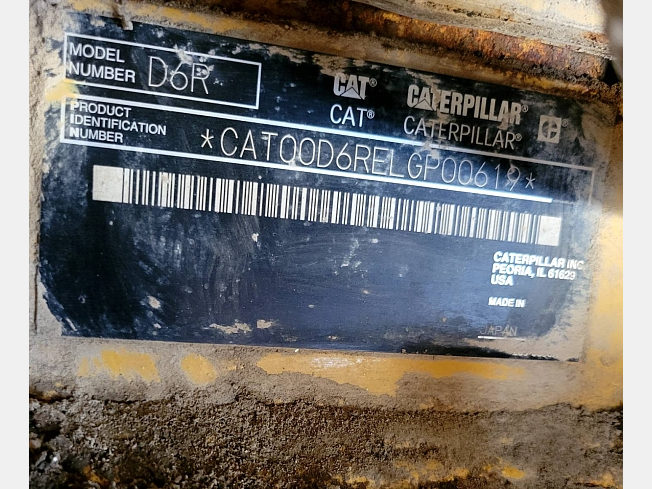 MODEL
NUMBER D6R
CAT® CATERPILLAR®
CAT® CATERPILLAR®
PRODUCT
IDENTIFICATION
NUMBER
*CAT00D6RELGP00619*
CATERPILLAR INC
PEORIA, IL 61629
USA
MADE IN
JAPAN